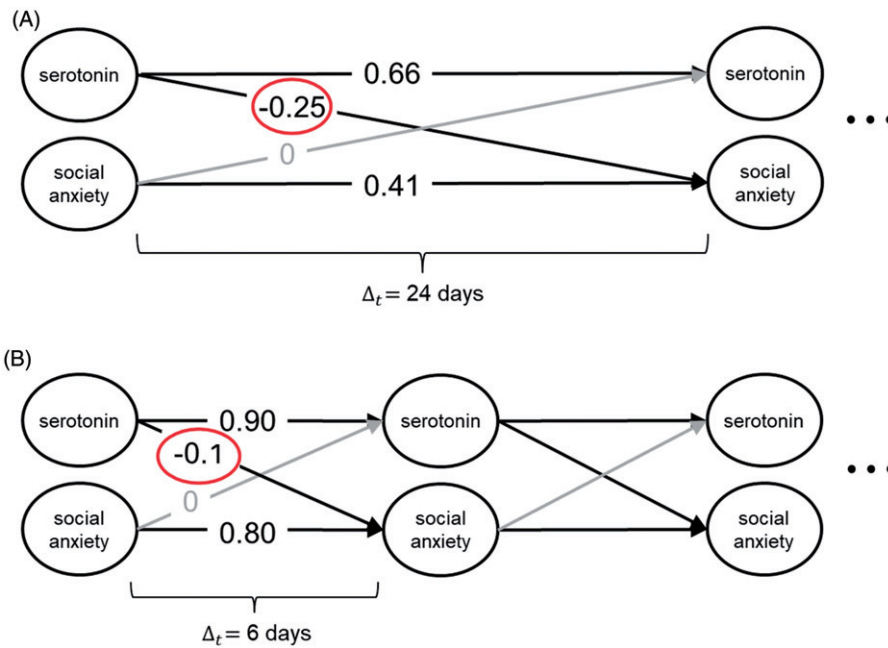 (A)
serotonin
0.66
serotonin
-0.25
0
social
anxiety
0.41
social
anxiety
...
Δt = 24 days
(B)
serotonin
0.90
serotonin
serotonin
-0.1
0
social
anxiety
0.80
social
anxiety
social
anxiety
...
Δt = 6 days